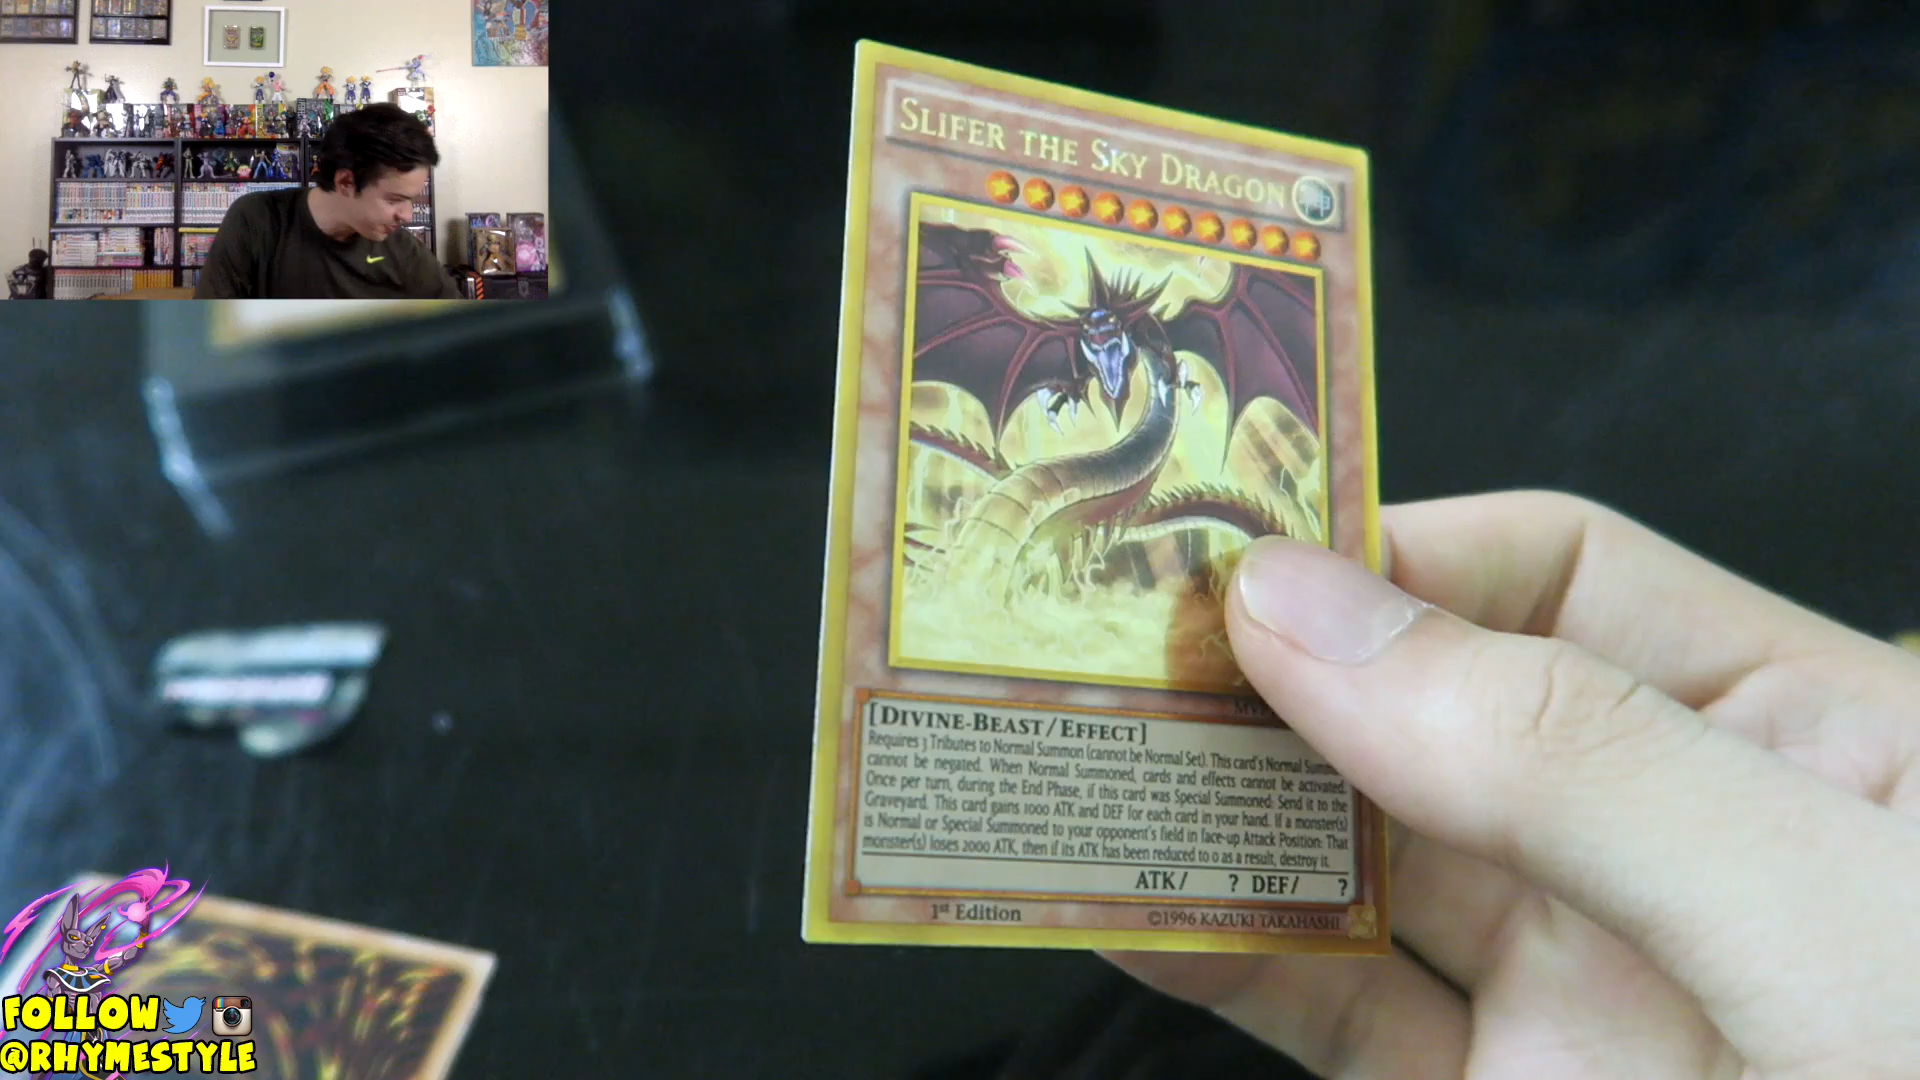 SLIFER THE SKY DRAGON
[DIVINE-BEAST/EFFECT]
Requires 3 Tributes to Normal Summon (cannot be Normal Set). This card's Normal
cannot be negated. When Normal Summoned, cards and effects cannot be activated.
Once per turn, during the End Phase, if this card was Special Summoned: Send it to the
Graveyard. This card gains 1000 ATK and DEF for each card in your hand. If a monster(s)
is Normal or Special Summoned to your opponent's field in face-up Attack Position: That
monster(s) loses 2000 ATK, then if its ATK has been reduced to 0 as a result, destroy it.
ATK/ ? DEF/ ?
1st Edition
©1996 KAZUKI TAKAHASHI
FOLLOW
@RHYMESTYLE